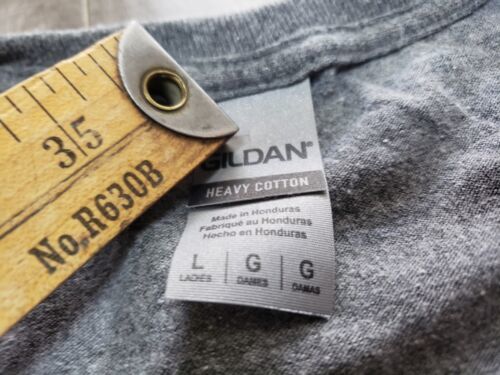 35
No.R630B
GILDAN®
HEAVY COTTON
Made in Honduras
Fabriqué au Honduras
Hecho en Honduras
L | G | G
LADIES | DAMES | DAMAS